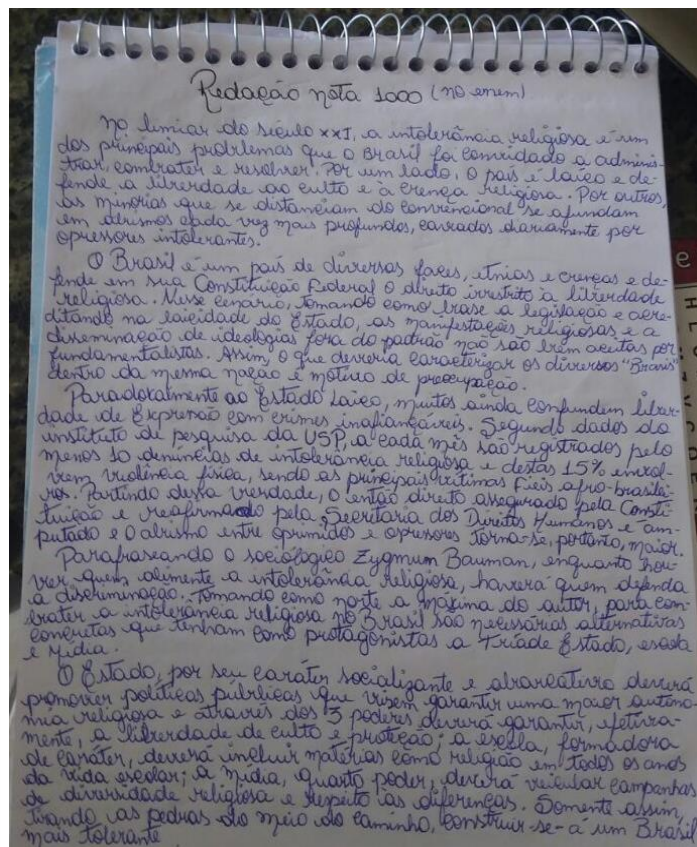 Redação nota 1000 (no enem)
No limiar do século XXI, a intolerância religiosa é um
dos principais problemas que o Brasil foi convidado a adminis-
trar, combater e resolver. Por um lado, o país é laico e de-
fende a liberdade ao culto e à crença religiosa. Por outros,
as minorias que se distanciam do convencional se afundam
em abismos cada vez mais profundos, cavados diariamente por
opressores intolerantes.
O Brasil é um país de diversas faces, etnias e crenças e de-
fende em sua Constituição Federal o direito irrestrito à liberdade
religiosa. Nesse cenário, tomando como base a legislação e acre-
ditando na laicidade do Estado, as manifestações religiosas e a
disseminação de ideologias fora do padrão não são bem aceitas por
fundamentalistas. Assim, o que deveria caracterizar os diversos "Brasis"
dentro da mesma nação é motivo de preocupação.
Paradoxalmente ao Estado Laico, muitos ainda confundem liber-
dade de Expressão com crimes inafiançáveis. Segundo dados do
instituto de pesquisa da USP, a cada mês são registrados pelo
menos 10 denúncias de intolerância religiosa e destas 15% envol-
vem violência física, sendo as principais vítimas fieis afro-brasilei-
ros. Partindo dessa verdade, o então direito assegurado pela Consti-
tuição e reafirmado pela Secretaria dos Direitos Humanos é am-
putado e o abismo entre oprimidos e opressores torna-se, portanto, maior.
Parafraseando o sociólogico Zygmun Bauman, enquanto hou-
ver quem alimente a intolerância religiosa, haverá quem defenda
a discriminação. Tomando como norte a máxima do autor, para com-
brater a intolerância religiosa no Brasil são necessárias alternativas
concretas que tenham como protagonistas a Tríade Estado, escola
e mídia.
O Estado, por seu caráter socializante e abarcativo deverá
promover políticas públicas que visem garantir uma maior autono-
mia religiosa e através dos 3 poderes deverá garantir, efetiva-
mente, a liberdade de culto e proteção; a escola, formadora
de caráter, deverá incluir matérias como religião em todos os anos
da vida escolar; a mídia, quarto poder, deverá veicular campanhas
de diversidade religiosa e respeito às diferenças. Somente assim,
tirando as pedras do meio do caminho, construir-se-á um Brasil
mais tolerante